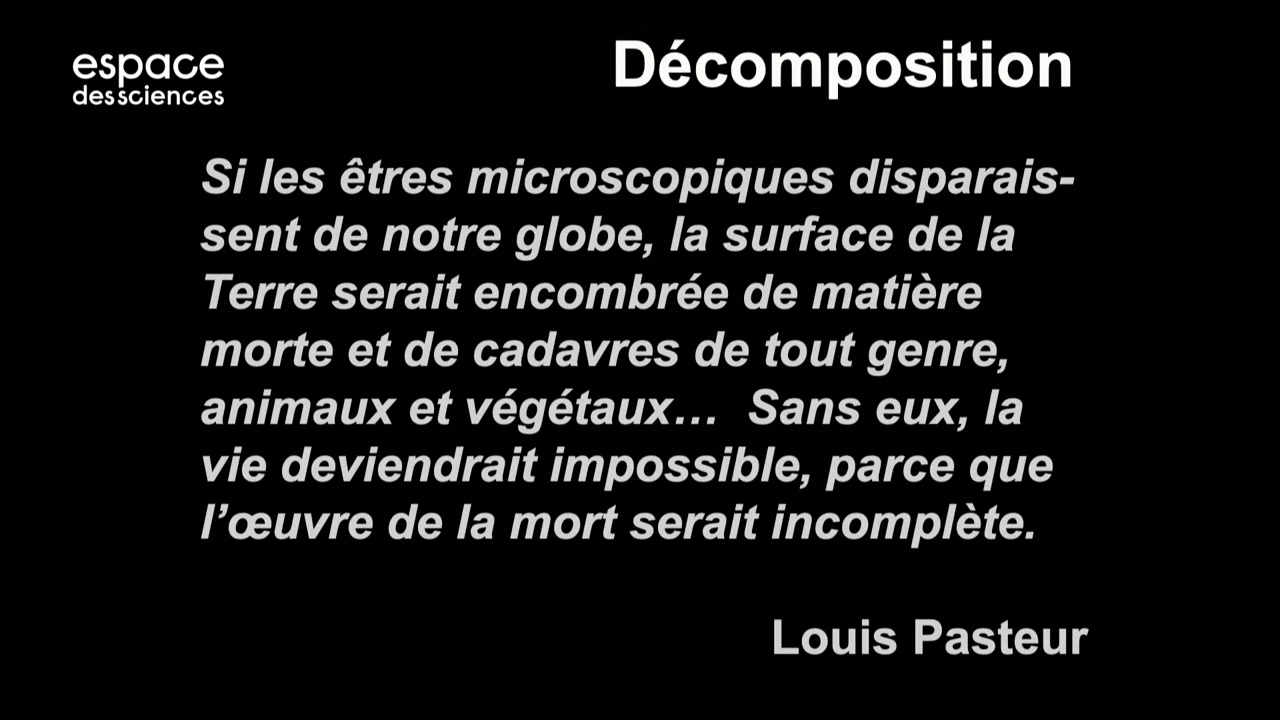 espace
des sciences
Décomposition
Si les êtres microscopiques disparais-
sent de notre globe, la surface de la
Terre serait encombrée de matière
morte et de cadavres de tout genre,
animaux et végétaux… Sans eux, la
vie deviendrait impossible, parce que
l’œuvre de la mort serait incomplète.
Louis Pasteur